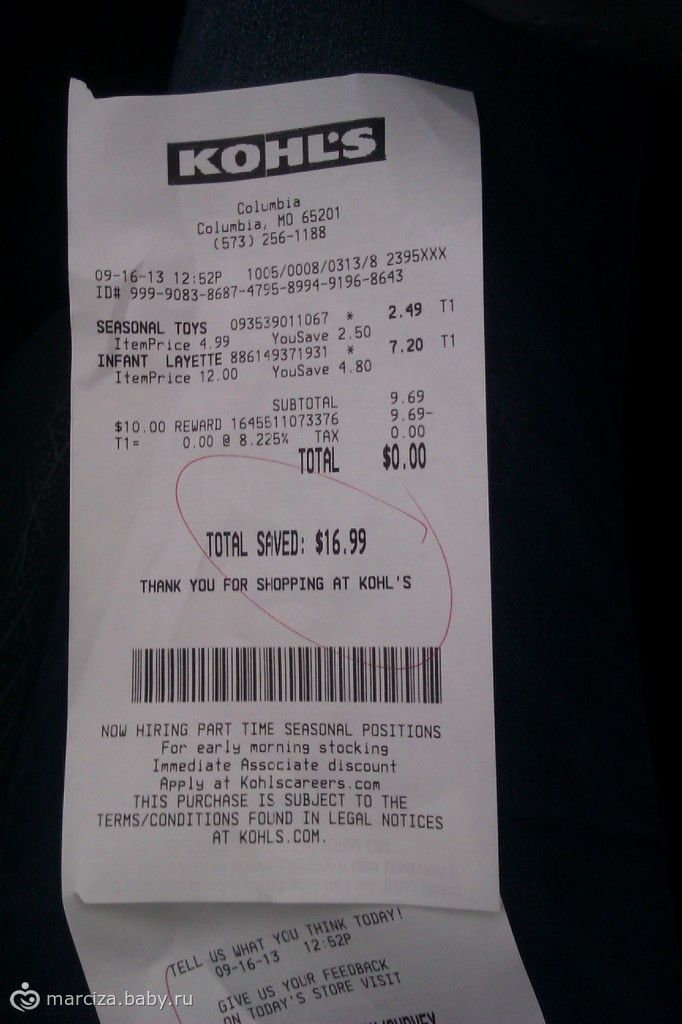 KOHL'S
Columbia
Columbia, MO 65201
(573) 256-1188
09-16-13 12:52P 1005/0008/0313/8 2395XXX
ID# 999-9083-8687-4795-8994-9196-8643
SEASONAL TOYS 093539011067 * 2.49 T1
ItemPrice 4.99 YouSave 2.50
INFANT LAYETTE 886149371931 * 7.20 T1
ItemPrice 12.00 YouSave 4.80
SUBTOTAL 9.69
$10.00 REWARD 1645511073376 9.69-
T1= 0.00 @ 8.225% TAX 0.00
TOTAL $0.00
TOTAL SAVED: $16.99
THANK YOU FOR SHOPPING AT KOHL'S
NOW HIRING PART TIME SEASONAL POSITIONS
For early morning stocking
Immediate Associate discount
Apply at Kohlscareers.com
THIS PURCHASE IS SUBJECT TO THE
TERMS/CONDITIONS FOUND IN LEGAL NOTICES
AT KOHLS.COM.
TELL US WHAT YOU THINK TODAY!
09-16-13 12:52P
GIVE US YOUR FEEDBACK
ON TODAY'S STORE VISIT
marciza.baby.ru